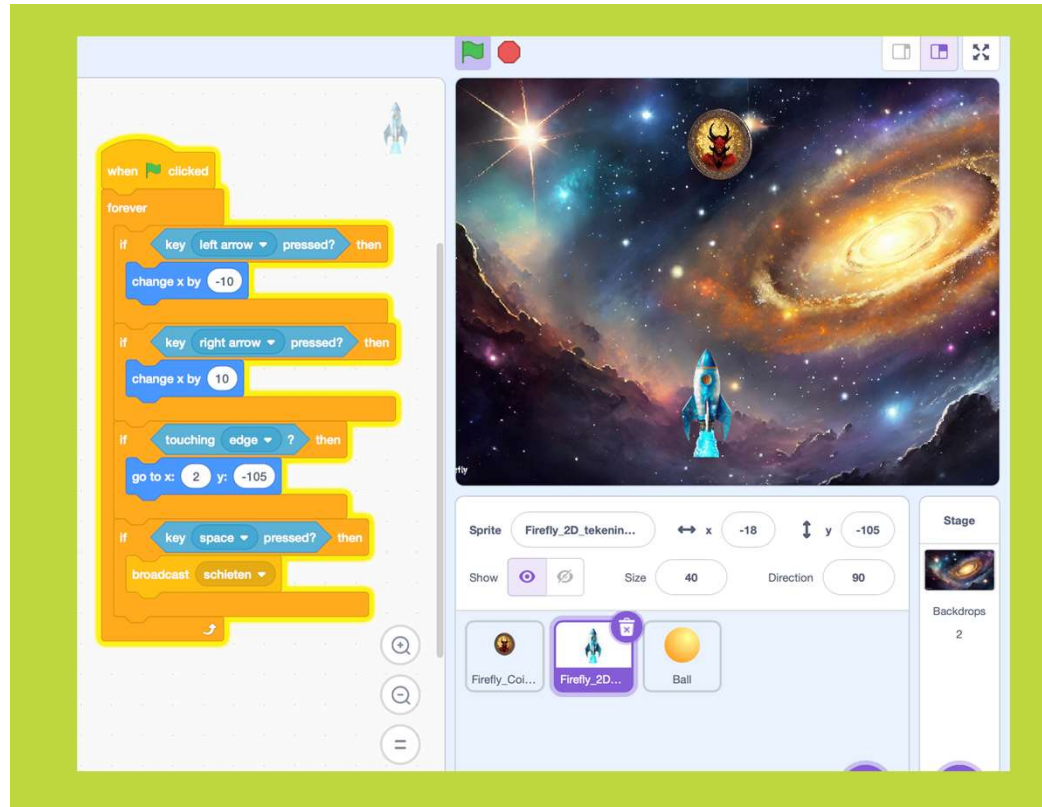 when clicked
forever
if key left arrow pressed? then
change x by -10
if key right arrow pressed? then
change x by 10
if touching edge ? then
go to x: 2 y: -105
if key space pressed? then
broadcast schieten
fly
Sprite Firefly_2D_tekenin... x -18 y -105
Show Size 40 Direction 90
Firefly_Coi... Firefly_2D... Ball
Stage
Backdrops
2